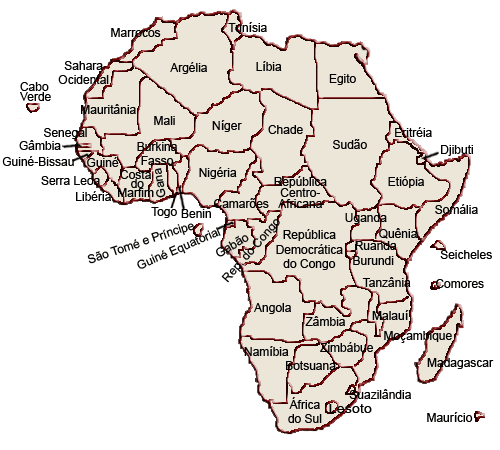 Marrocos
Tunísia
Argélia
Líbia
Egito
Sahara
Ocidental
Cabo
Verde
Mauritânia
Mali
Níger
Chade
Sudão
Eritréia
Djibuti
Senegal
Gâmbia
Guiné-Bissau
Guiné
Burkina
Fasso
Serra Leoa
Libéria
Costa
do
Marfim
Gana
Togo
Benin
Nigéria
Camarões
República
Centro-
Africana
Etiópia
Somália
São Tomé e Príncipe
Guiné Equatorial
Gabão
Rep. do Congo
República
Democrática
do Congo
Uganda
Quênia
Ruanda
Burundi
Tanzânia
Seicheles
Comores
Angola
Zâmbia
Malauí
Moçambique
Madagascar
Namíbia
Zimbábue
Botsuana
Suazilândia
África
do Sul
Lesoto
Maurício